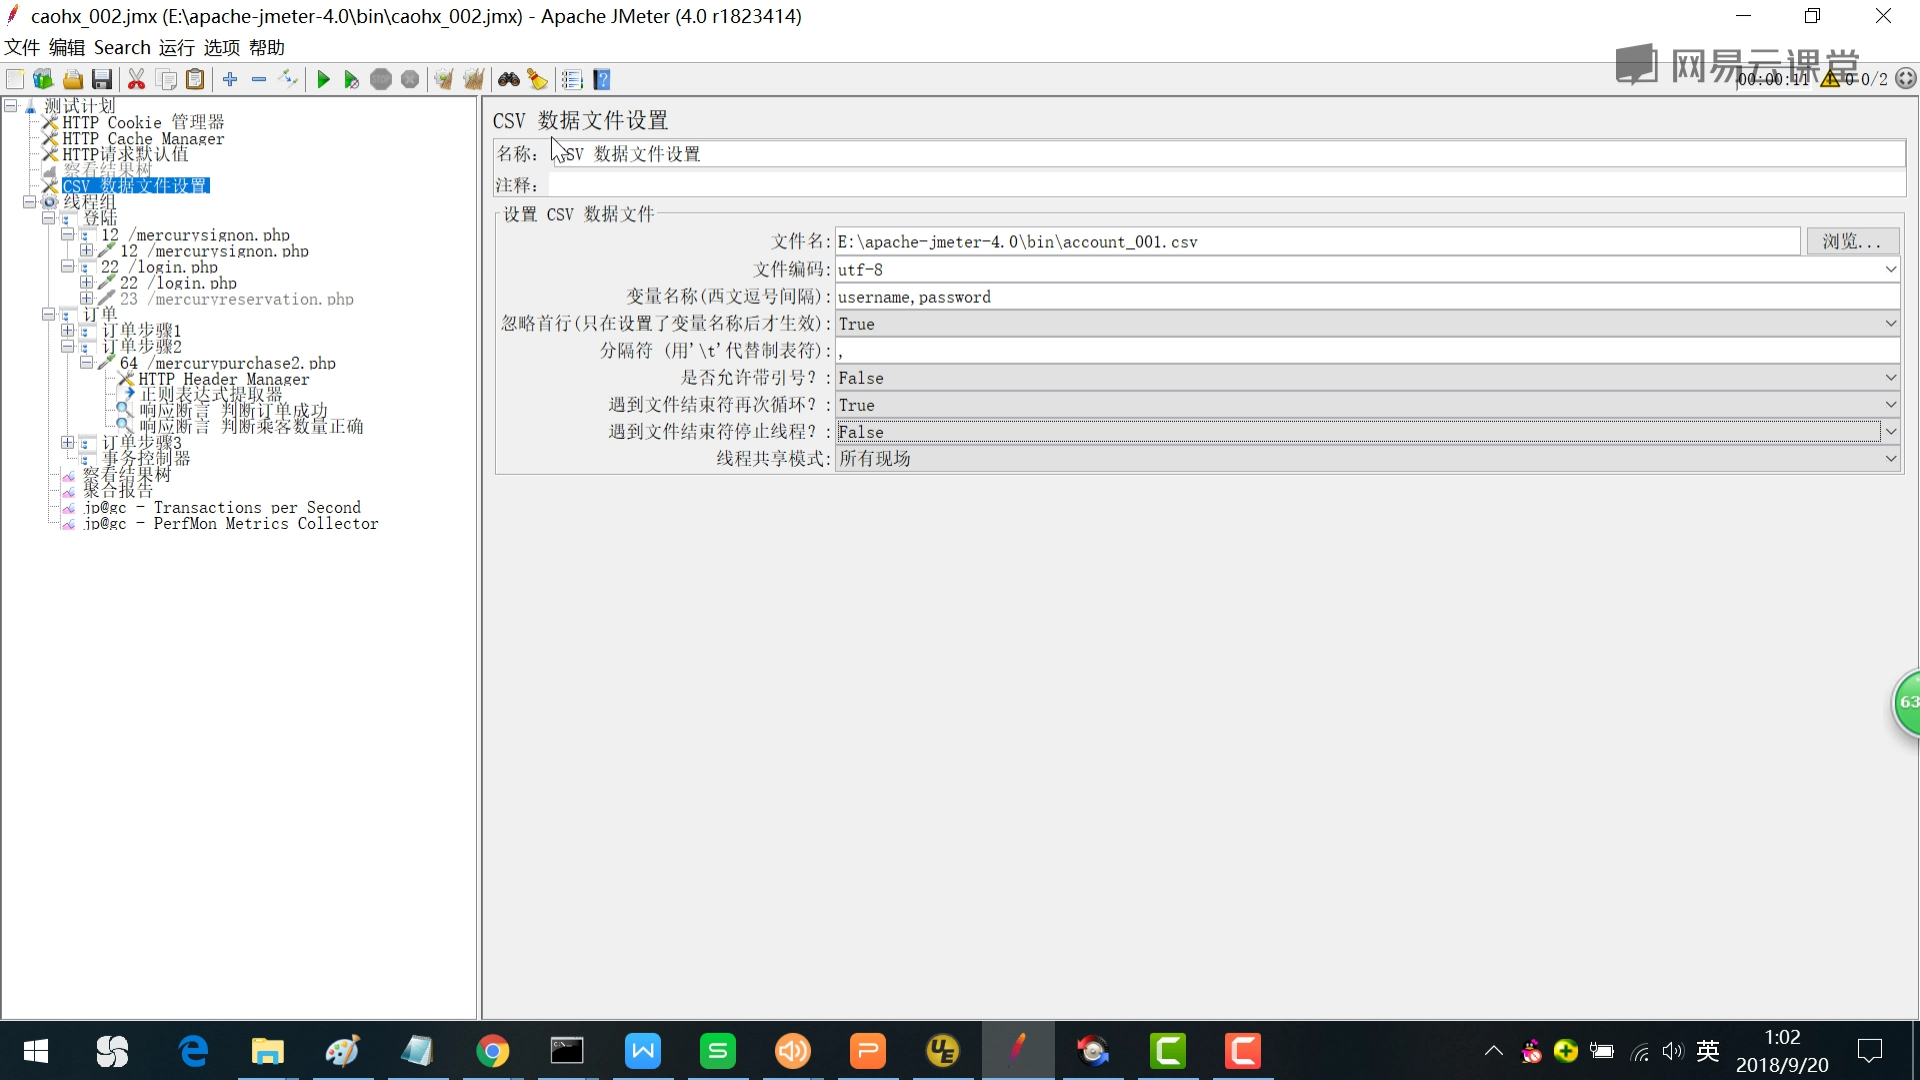 caohx_002.jmx (E:\apache-jmeter-4.0\bin\caohx_002.jmx) - Apache JMeter (4.0 r1823414)
文件 编辑 Search 运行 选项 帮助
网易云课堂
00:00:11 0 0/2
测试计划
HTTP Cookie 管理器
HTTP Cache Manager
HTTP请求默认值
察看结果树
CSV 数据文件设置
线程组
登陆
12 /mercurysignon.php
12 /mercurysignon.php
22 /login.php
22 /login.php
23 /mercuryreservation.php
订单
订单步骤1
订单步骤2
64 /mercurypurchase2.php
HTTP Header Manager
正则表达式提取器
响应断言 判断订单成功
响应断言 判断乘客数量正确
订单步骤3
事务控制器
察看结果树
聚合报告
jp@gc - Transactions per Second
jp@gc - PerfMon Metrics Collector
CSV 数据文件设置
名称: CSV 数据文件设置
注释:
设置 CSV 数据文件
文件名: E:\apache-jmeter-4.0\bin\account_001.csv 浏览...
文件编码: utf-8
变量名称(西文逗号间隔): username,password
忽略首行(只在设置了变量名称后才生效): True
分隔符 (用'\t'代替制表符): ,
是否允许带引号?: False
遇到文件结束符再次循环?: True
遇到文件结束符停止线程?: False
线程共享模式: 所有现场
63
英
1:02
2018/9/20